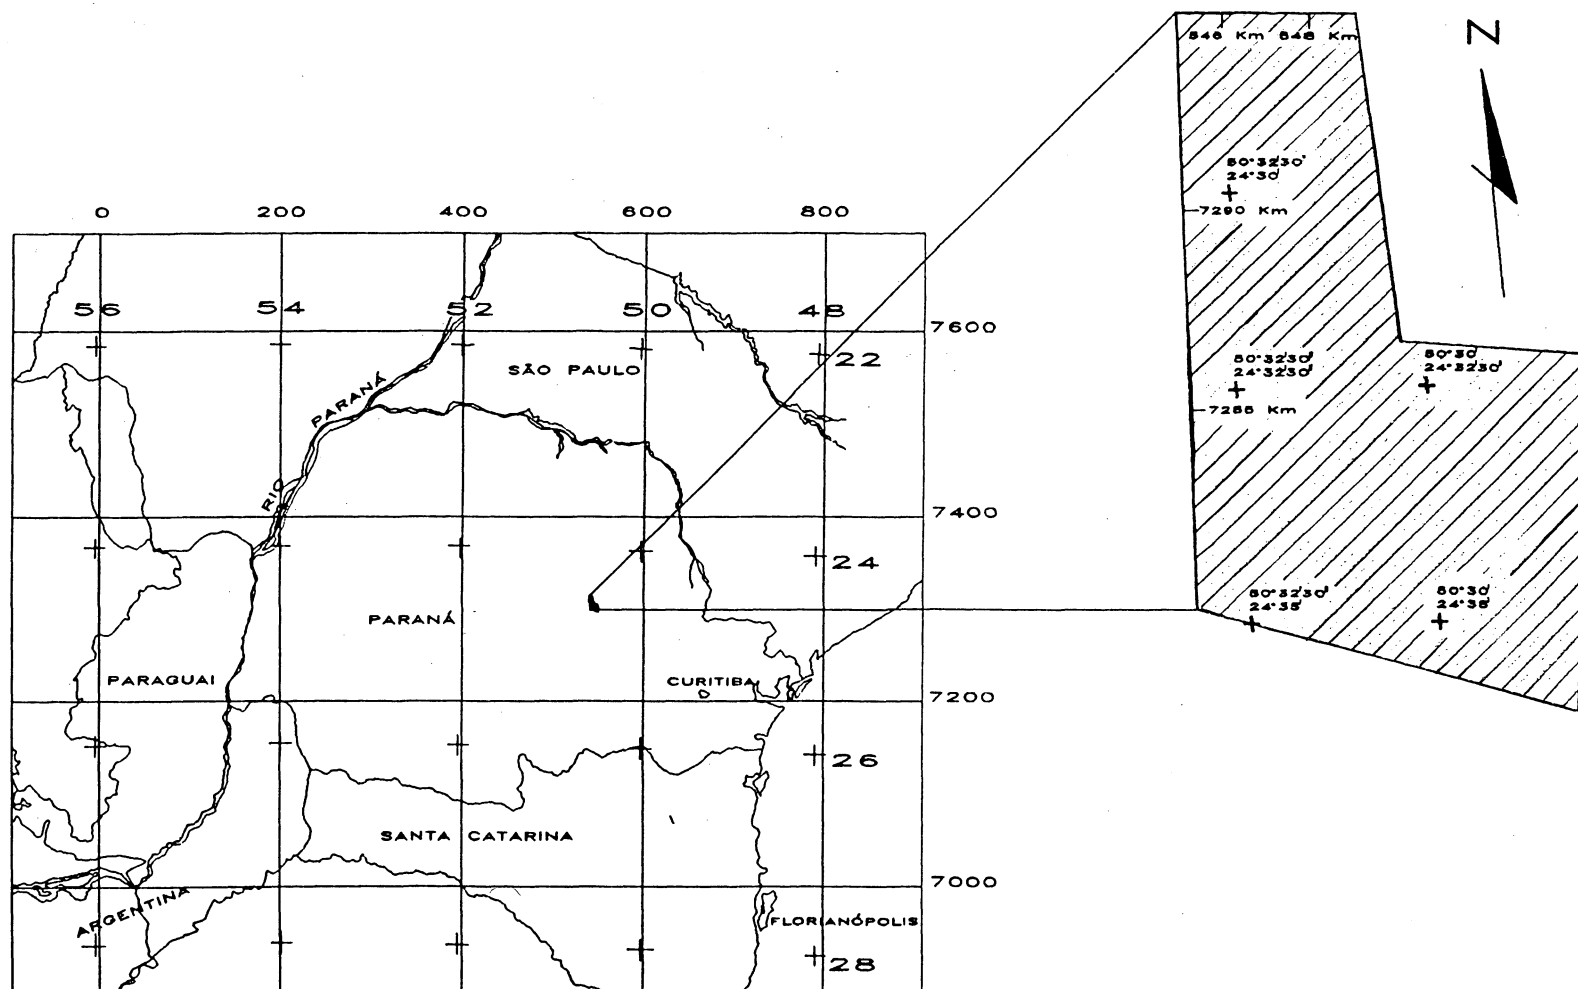 N
546 Km 548 Km
50°32'30"
24°30'
7290 Km
0 200 400 600 800
56 54 52 50 48
7600
22
SÃO PAULO
50°32'30"
24°32'30"
50°30'
24°32'30"
7285 Km
RIO PARANÁ
7400
24
50°32'30"
24°35'
50°30'
24°35'
PARANÁ
PARAGUAI
CURITIBA
7200
26
SANTA CATARINA
7000
ARGENTINA
FLORIANÓPOLIS
28